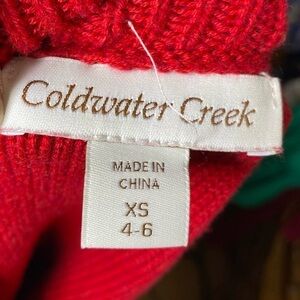 Coldwater Creek
MADE IN
CHINA
XS
4-6